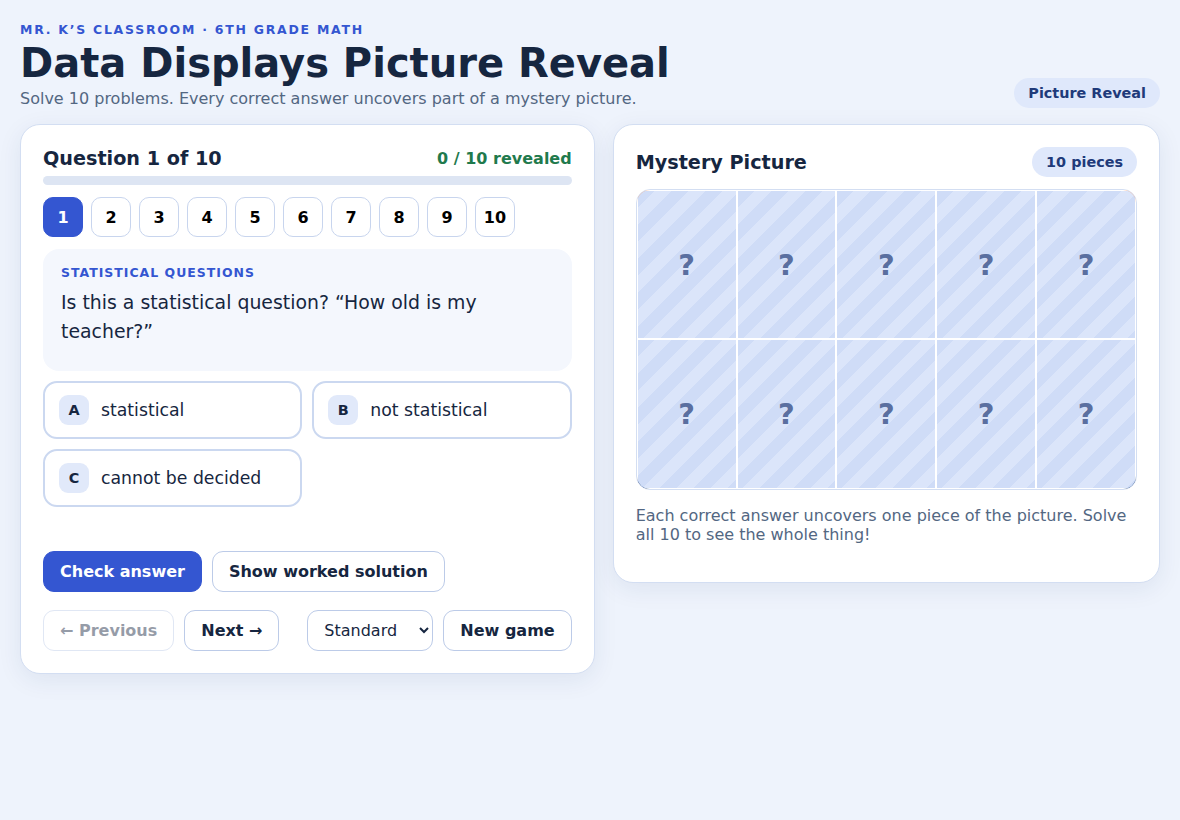 MR. K’S CLASSROOM · 6TH GRADE MATH
Data Displays Picture Reveal
Solve 10 problems. Every correct answer uncovers part of a mystery picture.
Picture Reveal
Question 1 of 10
0 / 10 revealed
1 2 3 4 5 6 7 8 9 10
STATISTICAL QUESTIONS
Is this a statistical question? “How old is my
teacher?”
A statistical
B not statistical
C cannot be decided
Check answer
Show worked solution
← Previous
Next →
Standard
New game
Mystery Picture
10 pieces
? ? ? ? ?
? ? ? ? ?
Each correct answer uncovers one piece of the picture. Solve
all 10 to see the whole thing!